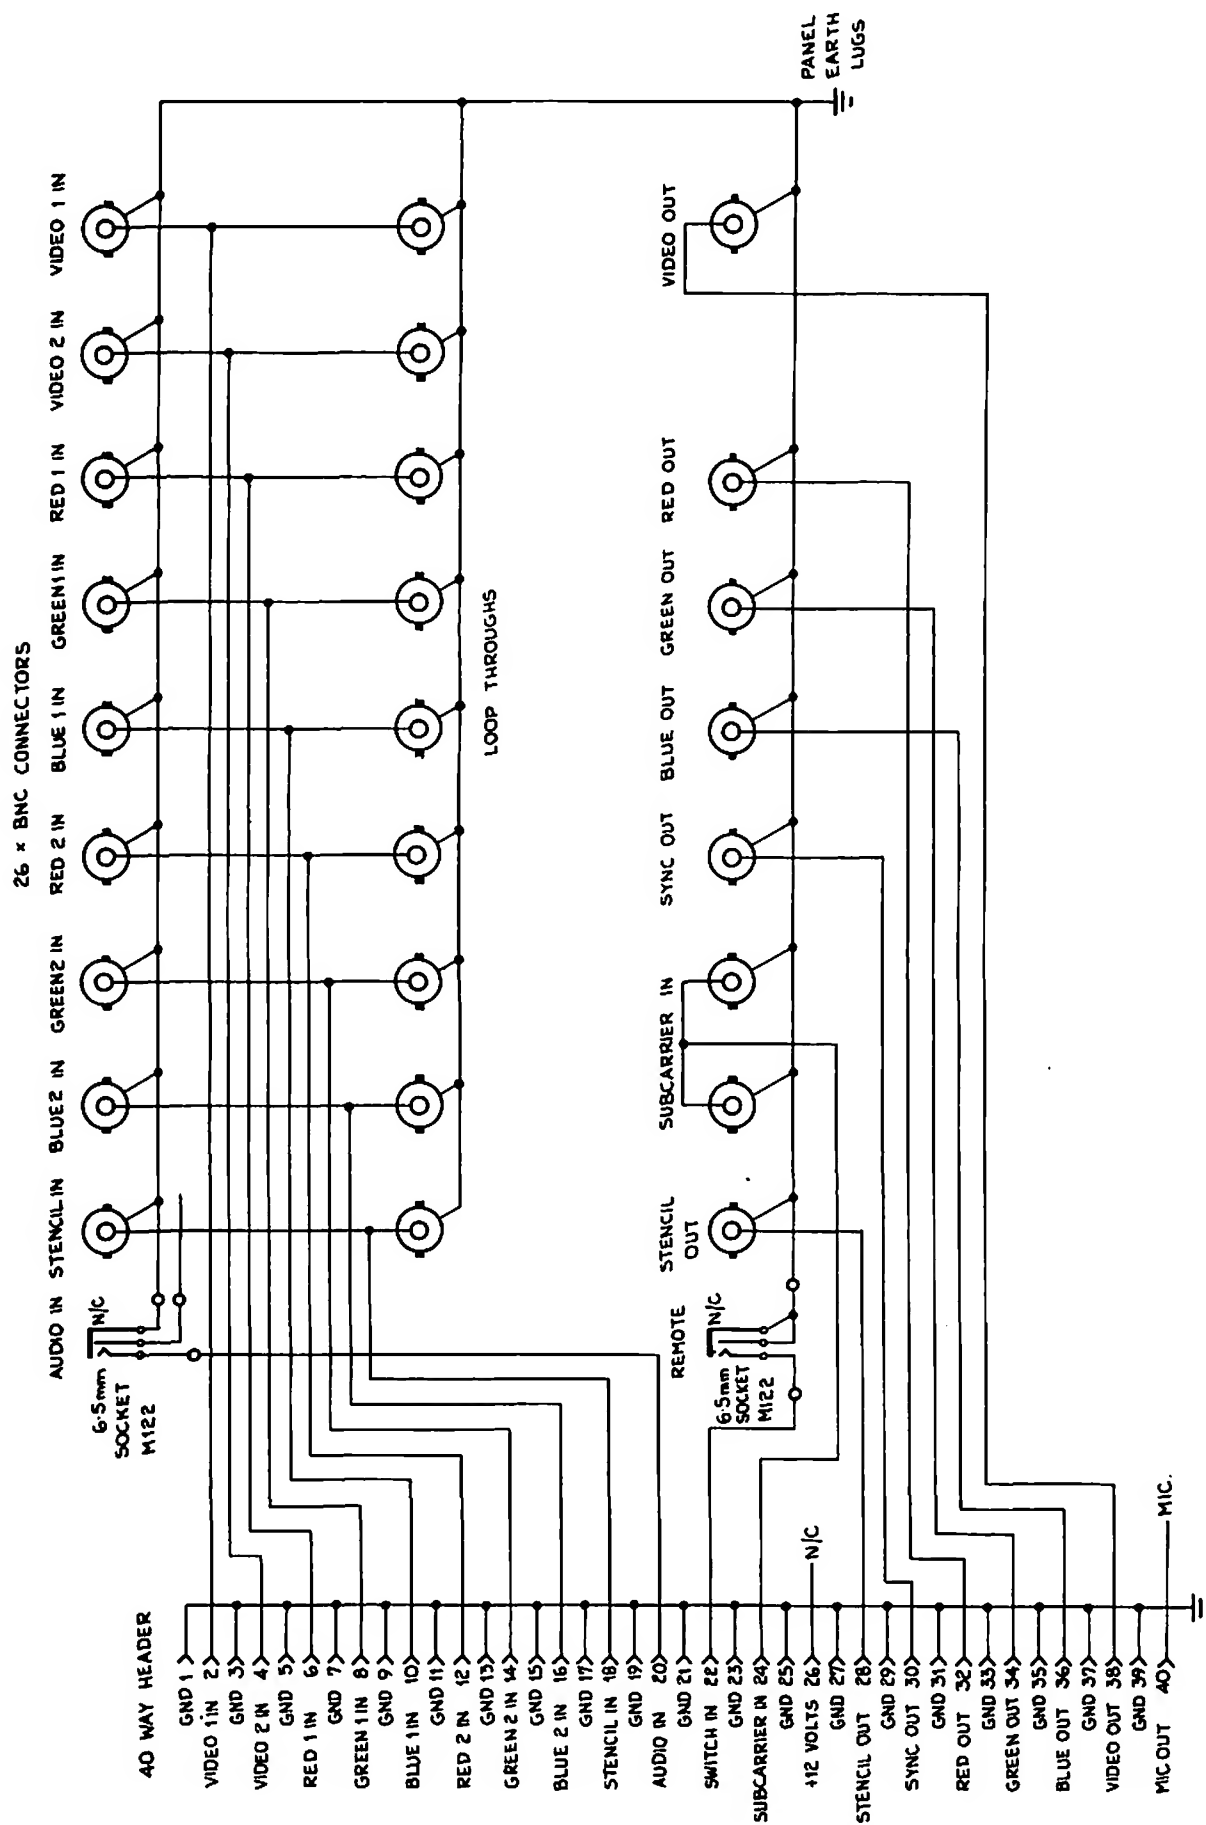 26 × BNC CONNECTORS
AUDIO IN
STENCIL IN
BLUE2 IN
GREEN2 IN
RED 2 IN
BLUE 1 IN
GREEN1 IN
RED 1 IN
VIDEO 2 IN
VIDEO 1 IN
N/C
6.5mm
SOCKET
M122
LOOP THROUGHS
REMOTE
N/C
6.5mm
SOCKET
M122
STENCIL
OUT
SUBCARRIER IN
SYNC OUT
BLUE OUT
GREEN OUT
RED OUT
VIDEO OUT
PANEL
EARTH
LUGS
40 WAY HEADER
GND 1
VIDEO 1 IN 2
GND 3
VIDEO 2 IN 4
GND 5
RED 1 IN 6
GND 7
GREEN 1 IN 8
GND 9
BLUE 1 IN 10
GND 11
RED 2 IN 12
GND 13
GREEN 2 IN 14
GND 15
BLUE 2 IN 16
GND 17
STENCIL IN 18
GND 19
AUDIO IN 20
GND 21
SWITCH IN 22
GND 23
SUBCARRIER IN 24
GND 25
+12 VOLTS 26
N/C
GND 27
STENCIL OUT 28
GND 29
SYNC OUT 30
GND 31
RED OUT 32
GND 33
GREEN OUT 34
GND 35
BLUE OUT 36
GND 37
VIDEO OUT 38
GND 39
MIC OUT 40
MIC.